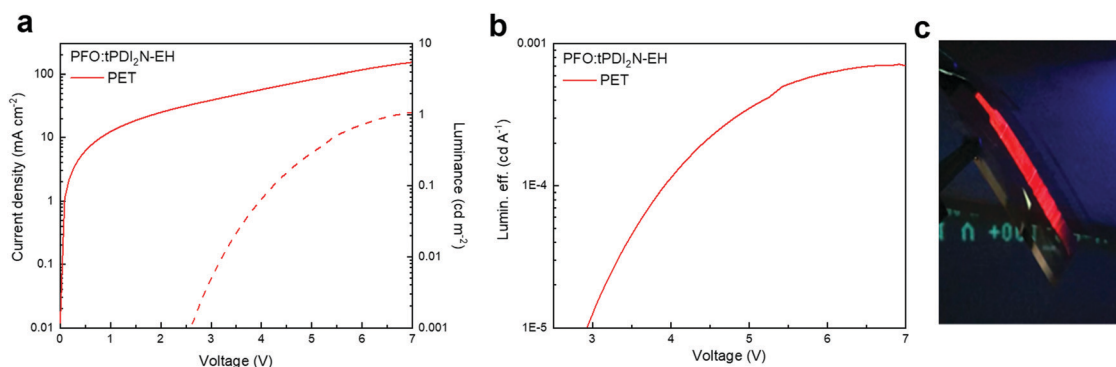 a
PFO:tPDI₂N-EH
PET
100
10
1
0.1
0.01
Current density (mA cm⁻²)
10
1
0.1
0.01
0.001
Luminance (cd m⁻²)
0 1 2 3 4 5 6 7
Voltage (V)
b
PFO:tPDI₂N-EH
PET
0.001
1E-4
1E-5
Lumin. eff. (cd A⁻¹)
3 4 5 6 7
Voltage (V)
c